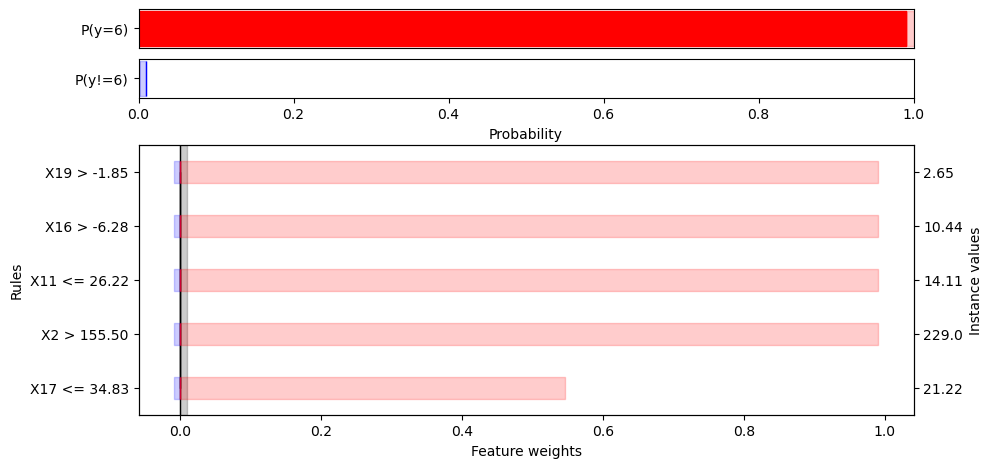 P(y=6)
P(y!=6)
0.0 0.2 0.4 0.6 0.8 1.0
Probability
X19 > -1.85 2.65
X16 > -6.28 10.44
X11 <= 26.22 14.11
X2 > 155.50 229.0
X17 <= 34.83 21.22
Rules
Instance values
0.0 0.2 0.4 0.6 0.8 1.0
Feature weights